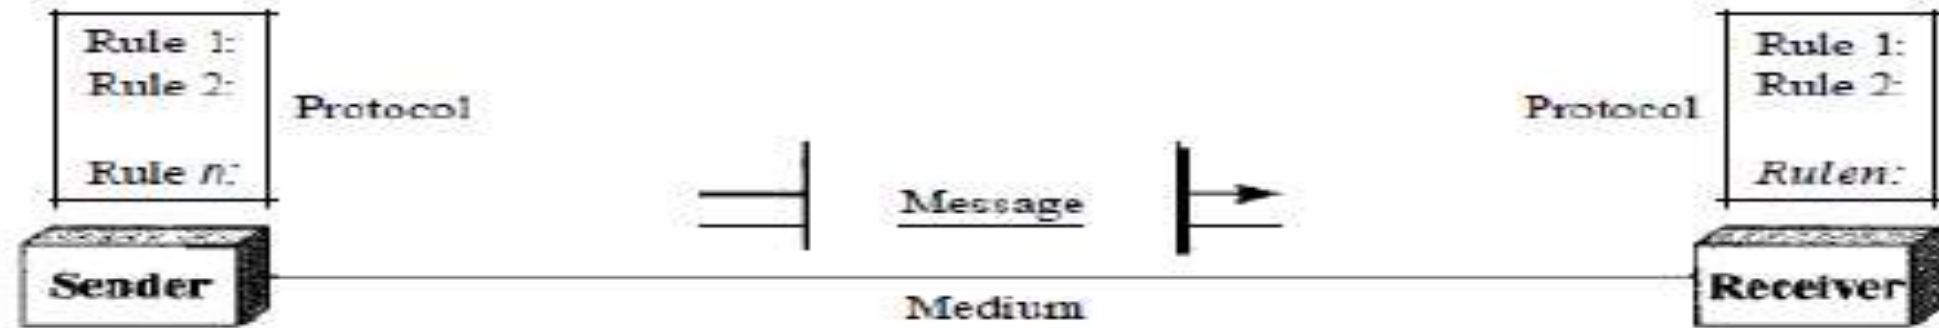 Rule 1:
Rule 2:
Rule n:
Protocol
Sender
Message
Medium
Protocol
Rule 1:
Rule 2:
Rulen:
Receiver